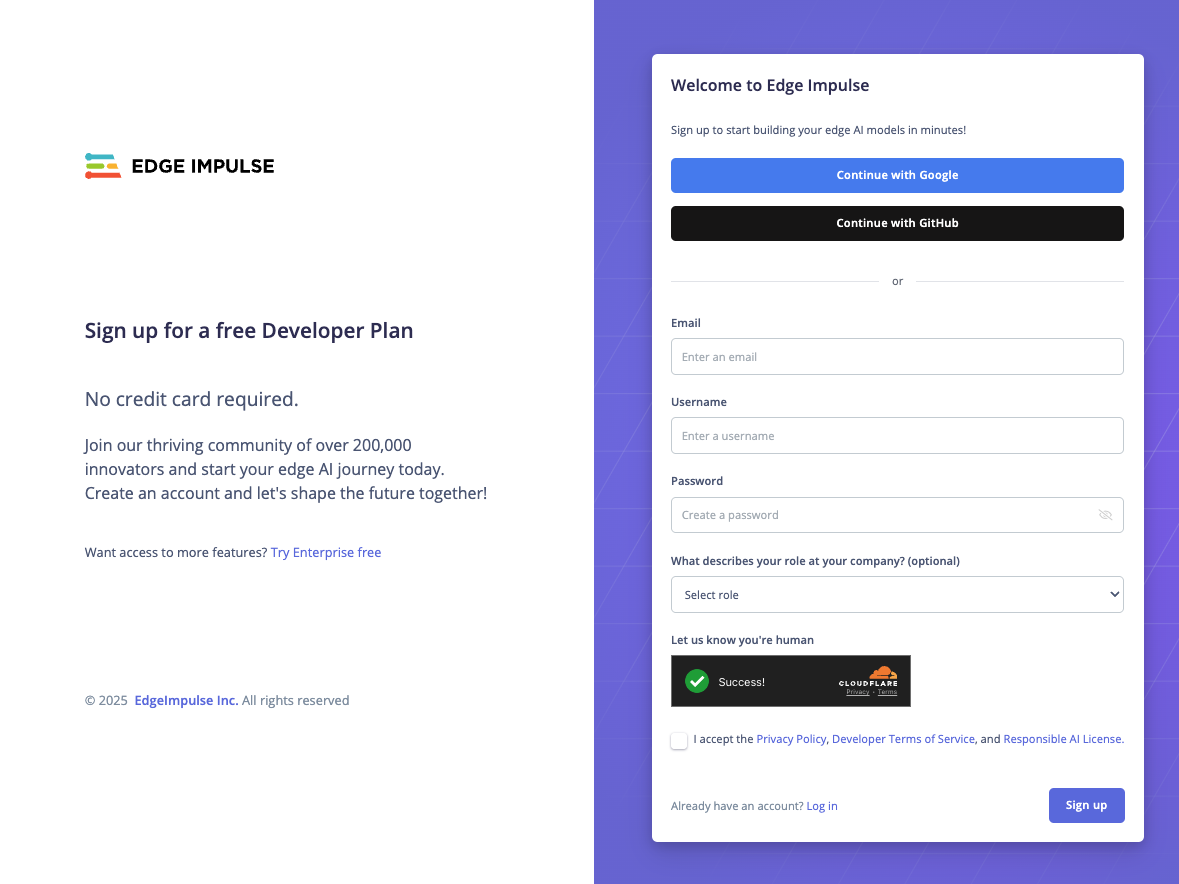 EDGE IMPULSE
Sign up for a free Developer Plan
No credit card required.
Join our thriving community of over 200,000
innovators and start your edge AI journey today.
Create an account and let's shape the future together!
Want access to more features? Try Enterprise free
© 2025 EdgeImpulse Inc. All rights reserved
Welcome to Edge Impulse
Sign up to start building your edge AI models in minutes!
Continue with Google
Continue with GitHub
or
Email
Enter an email
Username
Enter a username
Password
Create a password
What describes your role at your company? (optional)
Select role
Let us know you're human
Success!
CLOUDFLARE
Privacy • Terms
I accept the Privacy Policy, Developer Terms of Service, and Responsible AI License.
Already have an account? Log in
Sign up